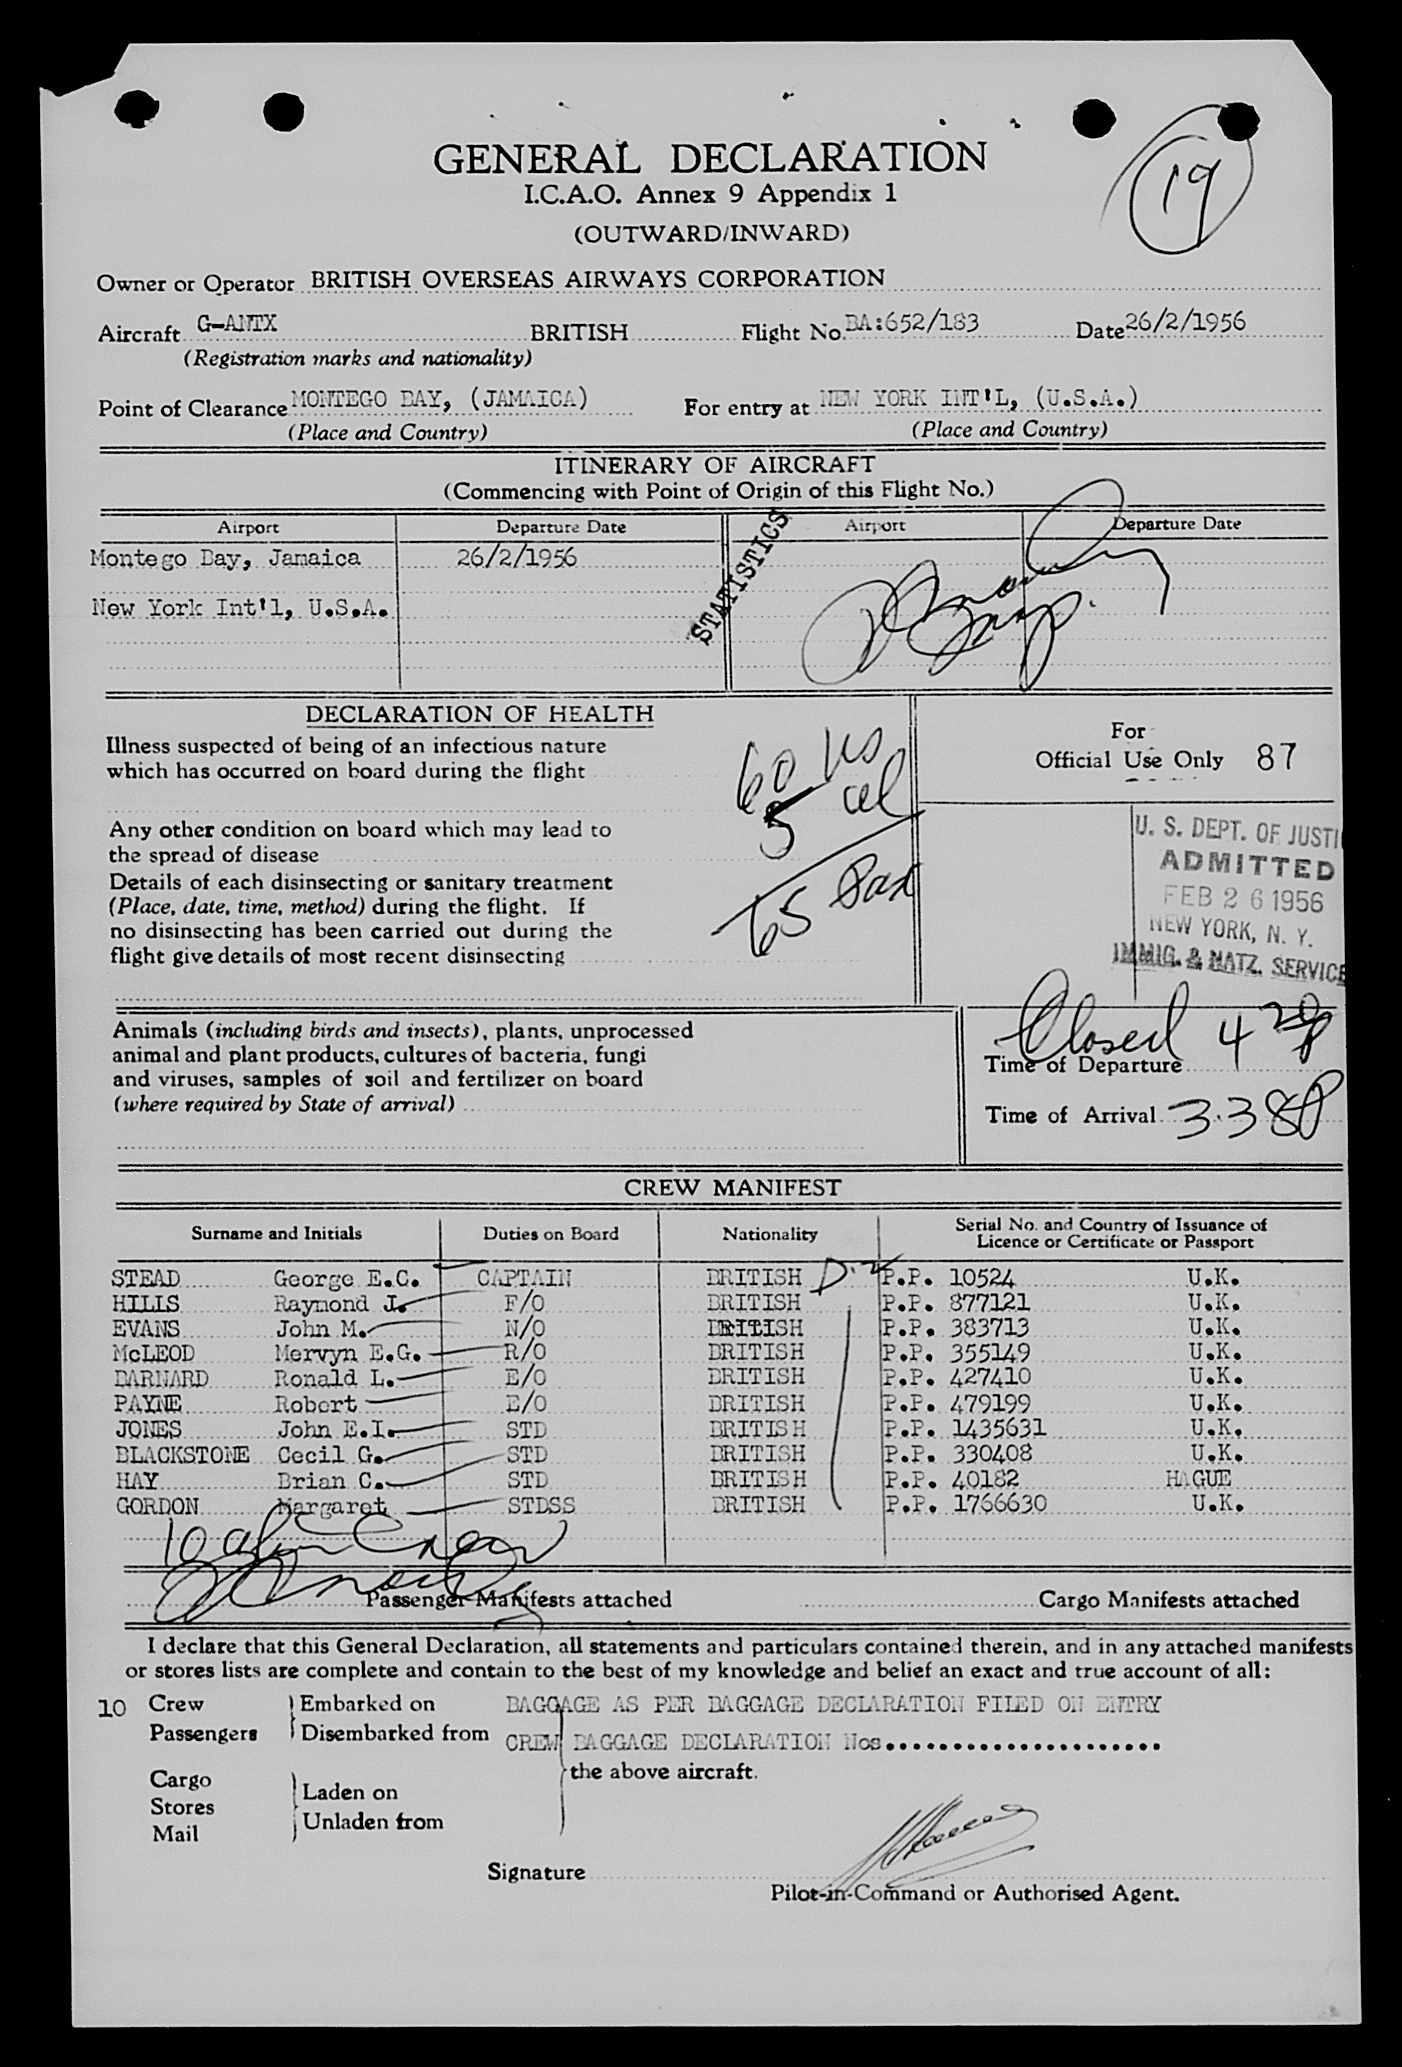 GENERAL DECLARATION
I.C.A.O. Annex 9 Appendix 1
19
(OUTWARD/INWARD)
Owner or Operator BRITISH OVERSEAS AIRWAYS CORPORATION
Aircraft G-ANTX BRITISH Flight No. BA:652/183 Date 26/2/1956
(Registration marks and nationality)
Point of Clearance MONTEGO BAY, (JAMAICA) For entry at NEW YORK INT'L, (U.S.A.)
(Place and Country) (Place and Country)
ITINERARY OF AIRCRAFT
(Commencing with Point of Origin of this Flight No.)
Airport Departure Date Airport Departure Date
Montego Bay, Jamaica 26/2/1956
New York Int'l, U.S.A.
STATISTICS
DECLARATION OF HEALTH
Illness suspected of being of an infectious nature
which has occurred on board during the flight
60 us
5 al
65 Pax
For
Official Use Only 87
Any other condition on board which may lead to
the spread of disease
Details of each disinsecting or sanitary treatment
(Place, date, time, method) during the flight. If
no disinsecting has been carried out during the
flight give details of most recent disinsecting
U. S. DEPT. OF JUSTI
ADMITTED
FEB 26 1956
NEW YORK, N. Y.
IMMIG. & NATZ. SERVICE
Animals (including birds and insects), plants, unprocessed
animal and plant products, cultures of bacteria, fungi
and viruses, samples of soil and fertilizer on board
(where required by State of arrival)
Closed 4 20 P
Time of Departure
Time of Arrival 3.38P
CREW MANIFEST
Surname and Initials Duties on Board Nationality Serial No. and Country of Issuance of
Licence or Certificate or Passport
STEAD George E.C. CAPTAIN BRITISH P.P. 10524 U.K.
HILLS Raymond J. F/O BRITISH P.P. 877121 U.K.
EVANS John M. N/O BRITISH P.P. 383713 U.K.
McLEOD Mervyn E.G. R/O BRITISH P.P. 355149 U.K.
BARNARD Ronald L. E/O BRITISH P.P. 427410 U.K.
PAYNE Robert E/O BRITISH P.P. 479199 U.K.
JONES John E.I. STD BRITISH P.P. 1435631 U.K.
BLACKSTONE Cecil G. STD BRITISH P.P. 330408 U.K.
HAY Brian C. STD BRITISH P.P. 40182 HAGUE
GORDON Margaret STDSS BRITISH P.P. 1766630 U.K.
10 alien Crew
Passenger Manifests attached Cargo Manifests attached
I declare that this General Declaration, all statements and particulars contained therein, and in any attached manifests
or stores lists are complete and contain to the best of my knowledge and belief an exact and true account of all:
10 Crew Embarked on BAGGAGE AS PER BAGGAGE DECLARATION FILED ON ENTRY
Passengers Disembarked from CREW BAGGAGE DECLARATION Nos.....................
the above aircraft.
Cargo
Stores Laden on
Mail Unladen from
Signature
Pilot-in-Command or Authorised Agent.